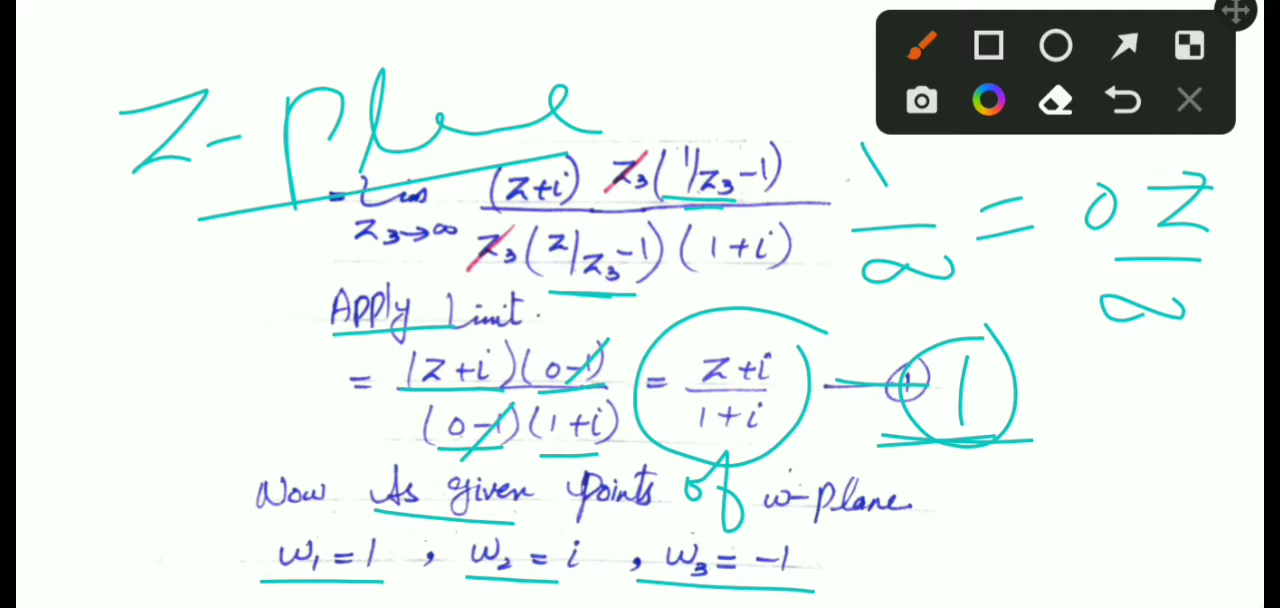 Z-plane
= Lim z₃→∞ (z+i) z₃(1/z₃-1) / z₃(z/z₃-1)(1+i)
1/∞ = 0 z/∞
Apply Limit.
= (z+i)(0-1) / (0-1)(1+i) = z+i / 1+i — ① 1
Now As given points of w-plane.
w₁ = 1 , w₂ = i , w₃ = -1